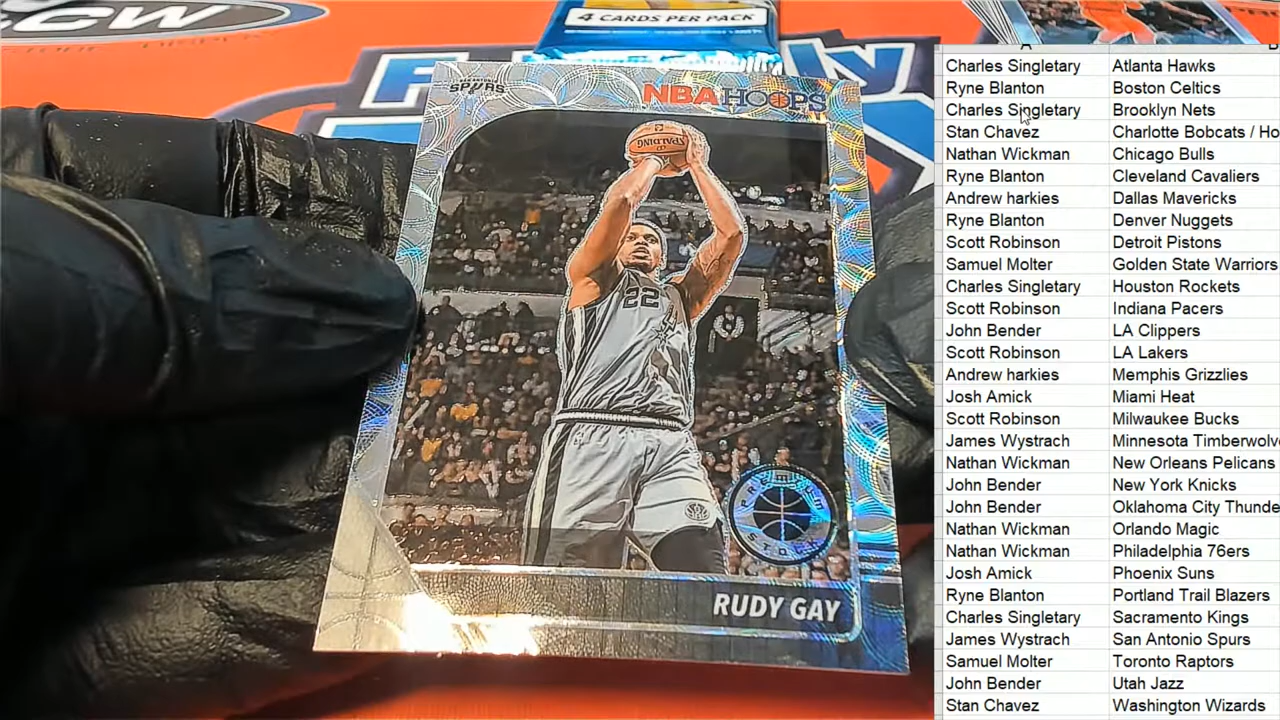 CW
4 CARDS PER PACK
SPURS
NBA HOOPS
SPALDING
22
PREMIUM
STOCK
RUDY GAY
A
Charles Singletary Atlanta Hawks
Ryne Blanton Boston Celtics
Charles Singletary Brooklyn Nets
Stan Chavez Charlotte Bobcats / Ho
Nathan Wickman Chicago Bulls
Ryne Blanton Cleveland Cavaliers
Andrew harkies Dallas Mavericks
Ryne Blanton Denver Nuggets
Scott Robinson Detroit Pistons
Samuel Molter Golden State Warriors
Charles Singletary Houston Rockets
Scott Robinson Indiana Pacers
John Bender LA Clippers
Scott Robinson LA Lakers
Andrew harkies Memphis Grizzlies
Josh Amick Miami Heat
Scott Robinson Milwaukee Bucks
James Wystrach Minnesota Timberwolve
Nathan Wickman New Orleans Pelicans
John Bender New York Knicks
John Bender Oklahoma City Thunde
Nathan Wickman Orlando Magic
Nathan Wickman Philadelphia 76ers
Josh Amick Phoenix Suns
Ryne Blanton Portland Trail Blazers
Charles Singletary Sacramento Kings
James Wystrach San Antonio Spurs
Samuel Molter Toronto Raptors
John Bender Utah Jazz
Stan Chavez Washington Wizards